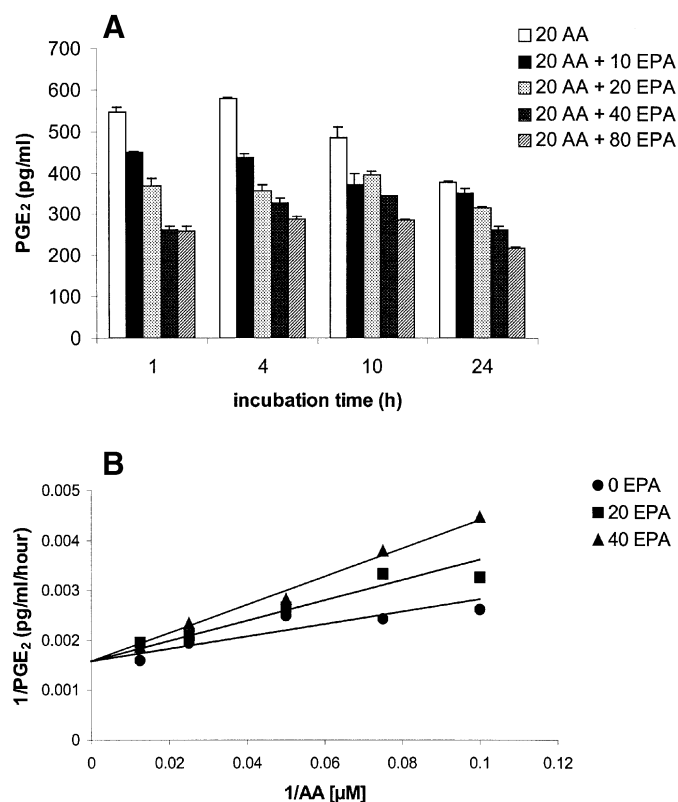 A
20 AA
20 AA + 10 EPA
20 AA + 20 EPA
20 AA + 40 EPA
20 AA + 80 EPA
PGE₂ (pg/ml)
700
600
500
400
300
200
100
0
1 4 10 24
incubation time (h)
B
0 EPA
20 EPA
40 EPA
1/PGE₂ (pg/ml/hour)
0.005
0.004
0.003
0.002
0.001
0
0 0.02 0.04 0.06 0.08 0.1 0.12
1/AA [µM]